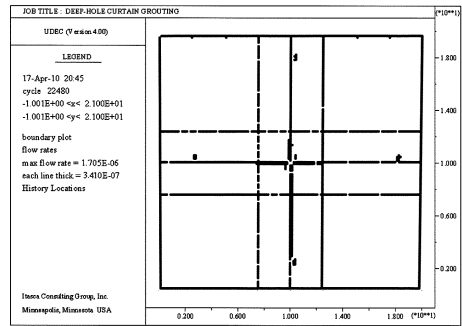 JOB TITLE : DEEP-HOLE CURTAIN GROUTING
(*10**1)
UDEC (Version 4.00)
LEGEND
17-Apr-10 20:45
cycle 22480
-1.001E+00 <x< 2.100E+01
-1.001E+00 <y< 2.100E+01
boundary plot
flow rates
max flow rate = 1.705E-06
each line thick = 3.410E-07
History Locations
Itasca Consulting Group, Inc.
Minneapolis, Minnesota USA
1.800
1.400
1.000
0.600
0.200
0.200 0.600 1.000 1.400 1.800 (*10**1)